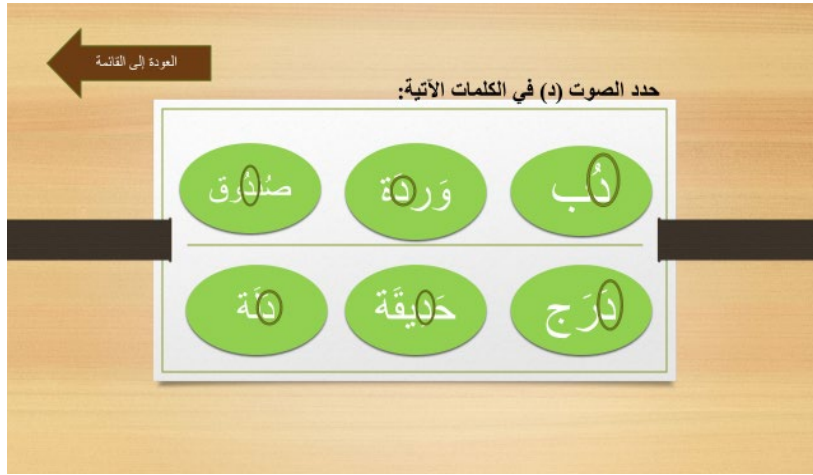 العودة إلى القائمة
حدد الصوت (د) في الكلمات الآتية:
دُب وَردَة صُندُوق
دَرَج حَدِيقَة دَلَّة